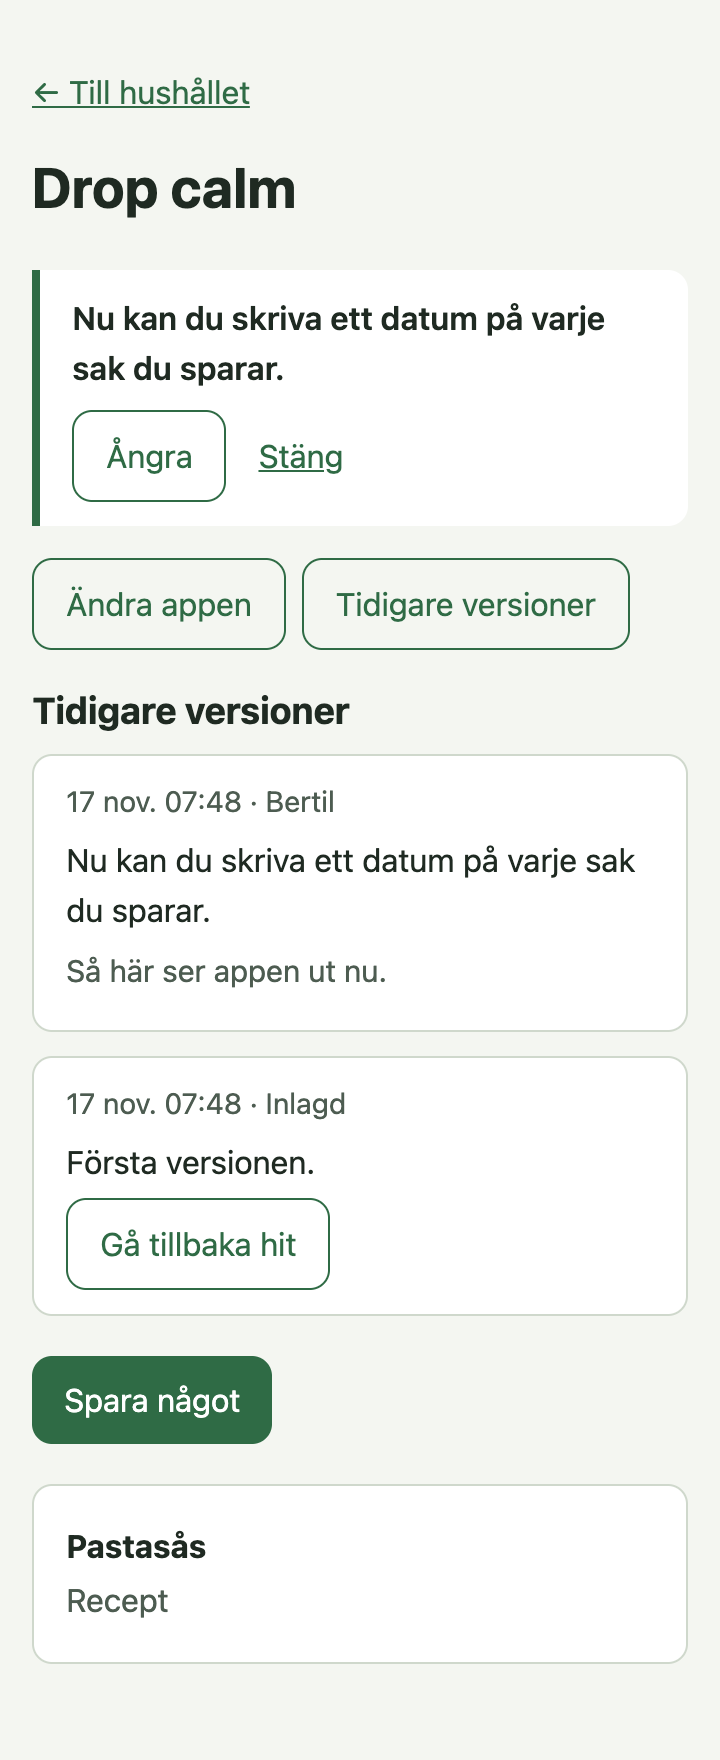 ← Till hushållet
Drop calm
Nu kan du skriva ett datum på varje
sak du sparar.
Ångra
Stäng
Ändra appen
Tidigare versioner
Tidigare versioner
17 nov. 07:48 · Bertil
Nu kan du skriva ett datum på varje sak
du sparar.
Så här ser appen ut nu.
17 nov. 07:48 · Inlagd
Första versionen.
Gå tillbaka hit
Spara något
Pastasås
Recept